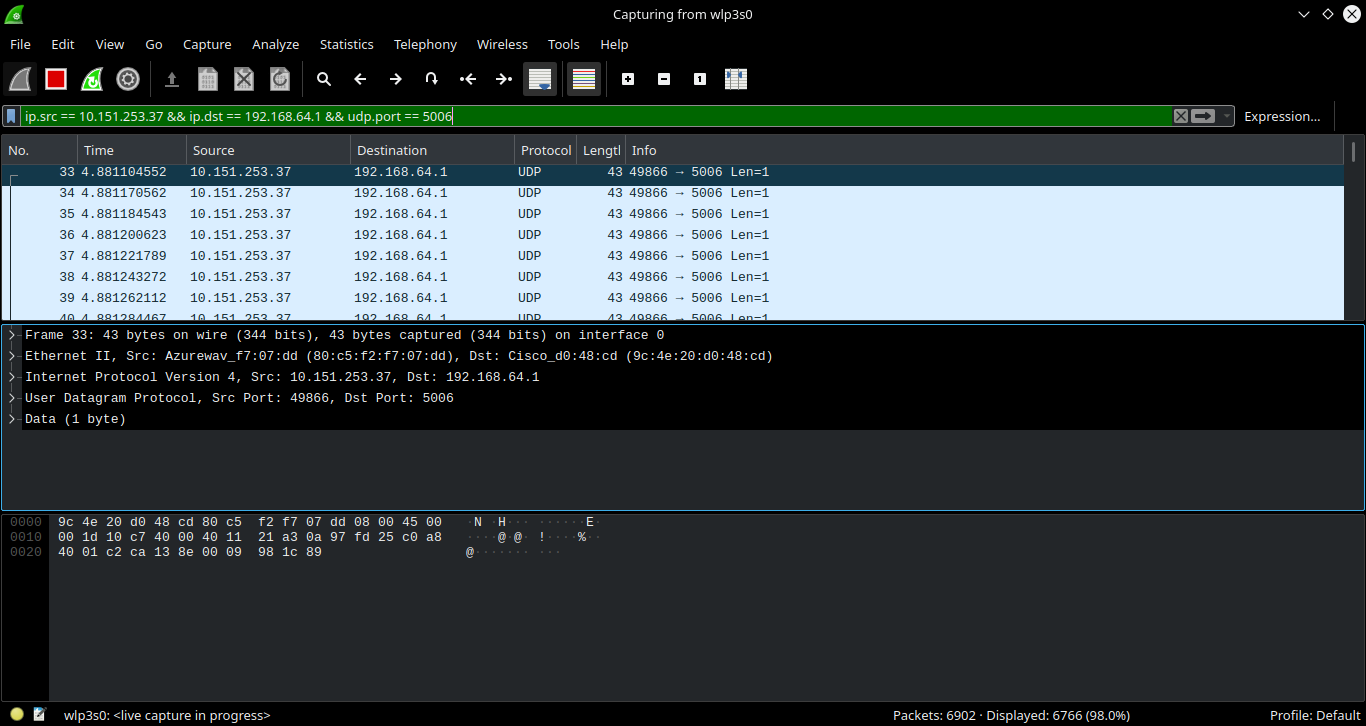 Capturing from wlp3s0
File Edit View Go Capture Analyze Statistics Telephony Wireless Tools Help
ip.src == 10.151.253.37 && ip.dst == 192.168.64.1 && udp.port == 5006 Expression...
No. Time Source Destination Protocol Length Info
33 4.881104552 10.151.253.37 192.168.64.1 UDP 43 49866 → 5006 Len=1
34 4.881170562 10.151.253.37 192.168.64.1 UDP 43 49866 → 5006 Len=1
35 4.881184543 10.151.253.37 192.168.64.1 UDP 43 49866 → 5006 Len=1
36 4.881200623 10.151.253.37 192.168.64.1 UDP 43 49866 → 5006 Len=1
37 4.881221789 10.151.253.37 192.168.64.1 UDP 43 49866 → 5006 Len=1
38 4.881243272 10.151.253.37 192.168.64.1 UDP 43 49866 → 5006 Len=1
39 4.881262112 10.151.253.37 192.168.64.1 UDP 43 49866 → 5006 Len=1
40 4.881284467 10.151.253.37 192.168.64.1 UDP 43 49866 → 5006 Len=1
Frame 33: 43 bytes on wire (344 bits), 43 bytes captured (344 bits) on interface 0
Ethernet II, Src: Azurewav_f7:07:dd (80:c5:f2:f7:07:dd), Dst: Cisco_d0:48:cd (9c:4e:20:d0:48:cd)
Internet Protocol Version 4, Src: 10.151.253.37, Dst: 192.168.64.1
User Datagram Protocol, Src Port: 49866, Dst Port: 5006
Data (1 byte)
0000 9c 4e 20 d0 48 cd 80 c5 f2 f7 07 dd 08 00 45 00 ·N ·H··· ······E·
0010 00 1d 10 c7 40 00 40 11 21 a3 0a 97 fd 25 c0 a8 ····@·@· !····%··
0020 40 01 c2 ca 13 8e 00 09 98 1c 89 @······· ···
wlp3s0: <live capture in progress> Packets: 6902 · Displayed: 6766 (98.0%) Profile: Default